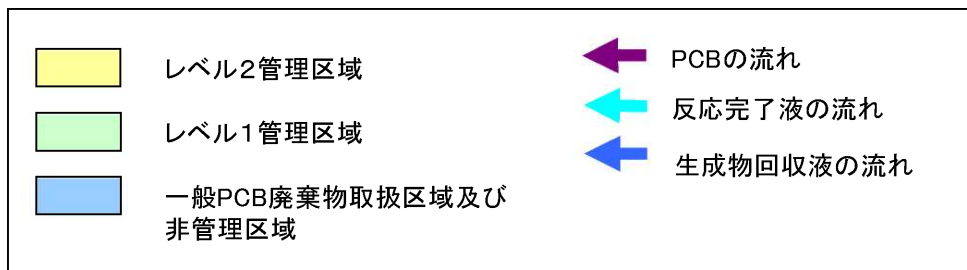 レベル２管理区域
レベル１管理区域
一般PCB廃棄物取扱区域及び
非管理区域
PCBの流れ
反応完了液の流れ
生成物回収液の流れ